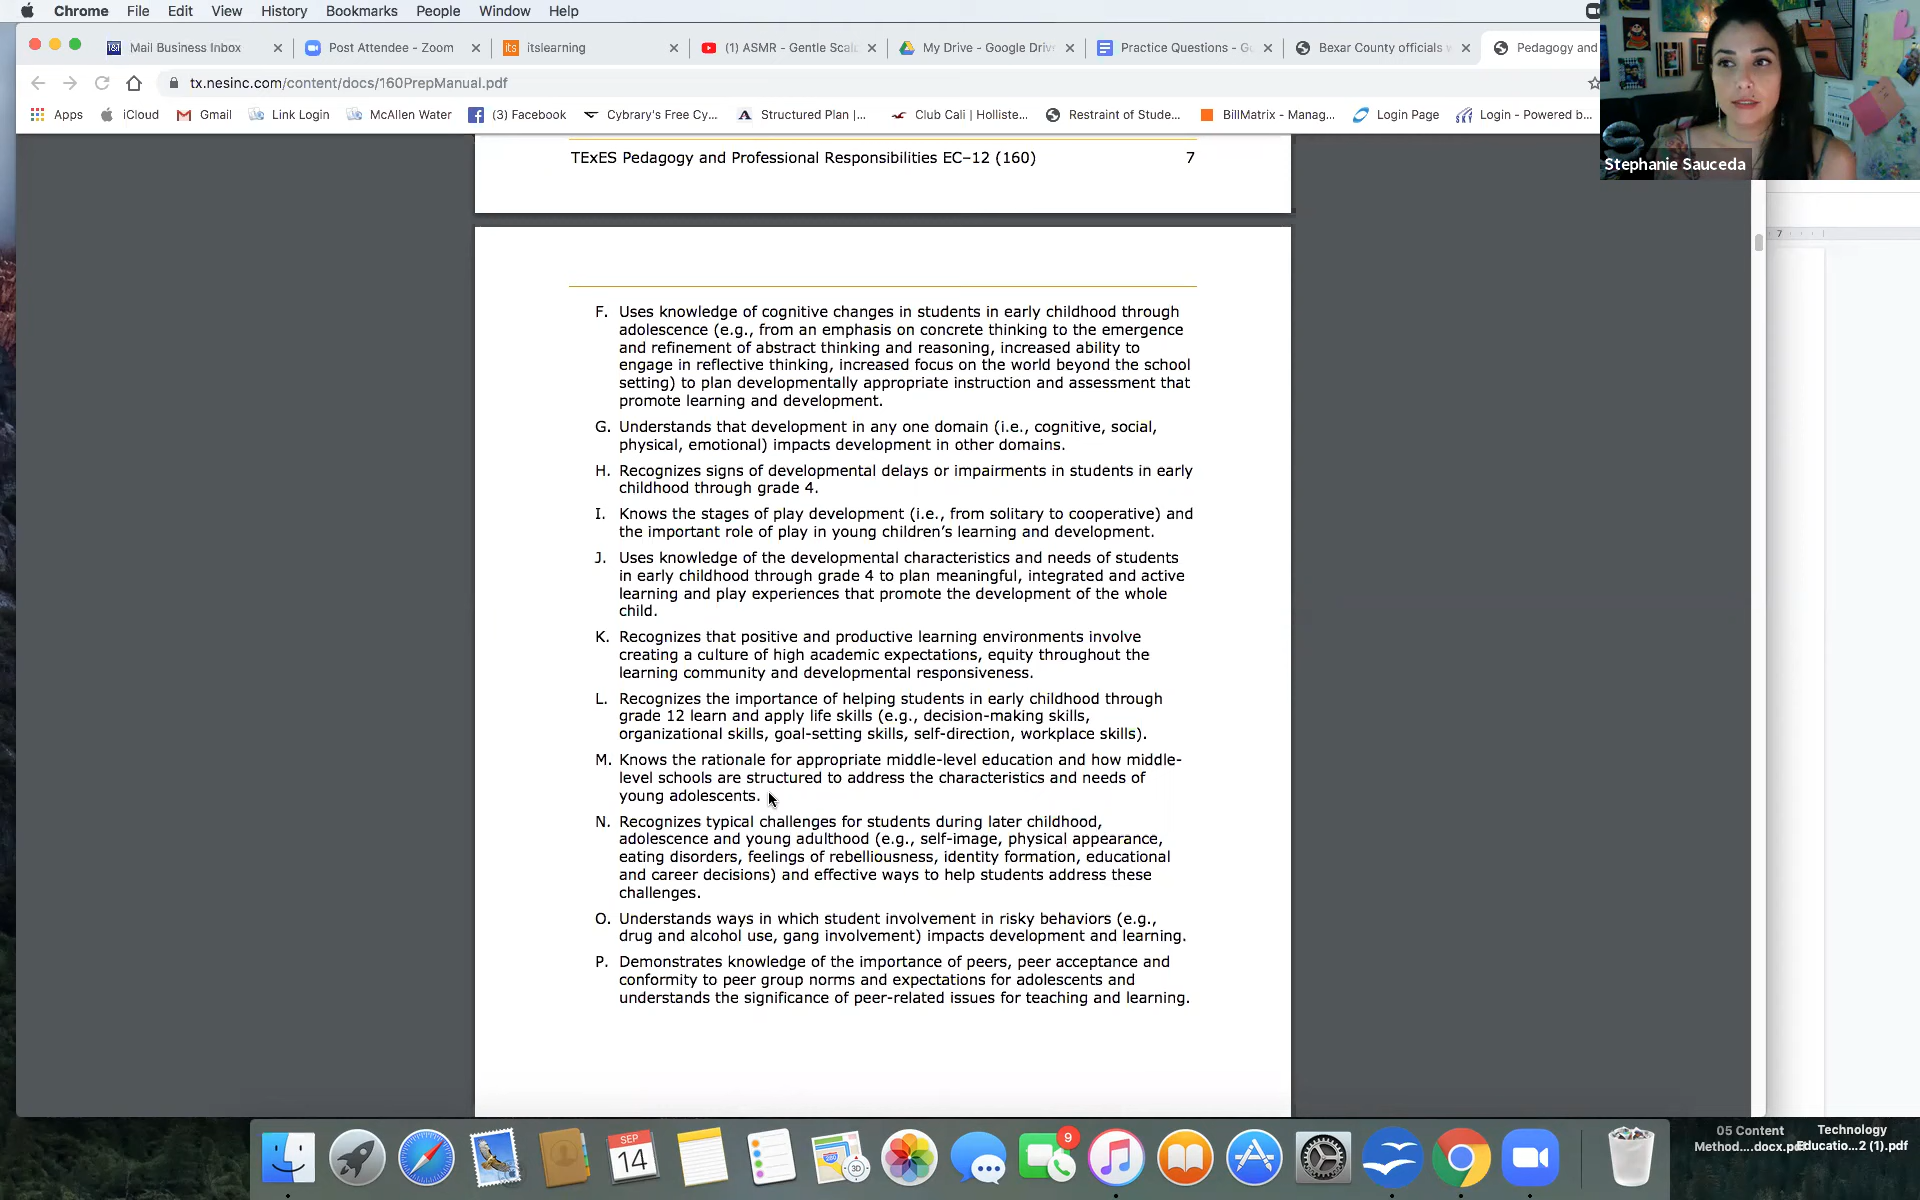 Chrome File Edit View History Bookmarks People Window Help
Mail Business Inbox
Post Attendee - Zoom
itslearning
(1) ASMR - Gentle Scal
My Drive - Google Driv
Practice Questions - G
Bexar County officials
Pedagogy and
tx.nesinc.com/content/docs/160PrepManual.pdf
Apps iCloud Gmail Link Login McAllen Water (3) Facebook Cybrary's Free Cy... Structured Plan |... Club Cali | Holliste... Restraint of Stude... BillMatrix - Manag... Login Page Login - Powered b...
Stephanie Sauceda
TExES Pedagogy and Professional Responsibilities EC–12 (160) 7
7
F. Uses knowledge of cognitive changes in students in early childhood through
adolescence (e.g., from an emphasis on concrete thinking to the emergence
and refinement of abstract thinking and reasoning, increased ability to
engage in reflective thinking, increased focus on the world beyond the school
setting) to plan developmentally appropriate instruction and assessment that
promote learning and development.
G. Understands that development in any one domain (i.e., cognitive, social,
physical, emotional) impacts development in other domains.
H. Recognizes signs of developmental delays or impairments in students in early
childhood through grade 4.
I. Knows the stages of play development (i.e., from solitary to cooperative) and
the important role of play in young children’s learning and development.
J. Uses knowledge of the developmental characteristics and needs of students
in early childhood through grade 4 to plan meaningful, integrated and active
learning and play experiences that promote the development of the whole
child.
K. Recognizes that positive and productive learning environments involve
creating a culture of high academic expectations, equity throughout the
learning community and developmental responsiveness.
L. Recognizes the importance of helping students in early childhood through
grade 12 learn and apply life skills (e.g., decision-making skills,
organizational skills, goal-setting skills, self-direction, workplace skills).
M. Knows the rationale for appropriate middle-level education and how middle-
level schools are structured to address the characteristics and needs of
young adolescents.
N. Recognizes typical challenges for students during later childhood,
adolescence and young adulthood (e.g., self-image, physical appearance,
eating disorders, feelings of rebelliousness, identity formation, educational
and career decisions) and effective ways to help students address these
challenges.
O. Understands ways in which student involvement in risky behaviors (e.g.,
drug and alcohol use, gang involvement) impacts development and learning.
P. Demonstrates knowledge of the importance of peers, peer acceptance and
conformity to peer group norms and expectations for adolescents and
understands the significance of peer-related issues for teaching and learning.
SEP
14
9
05 Content
Method....docx.pdf
Technology
Educatio...2 (1).pdf